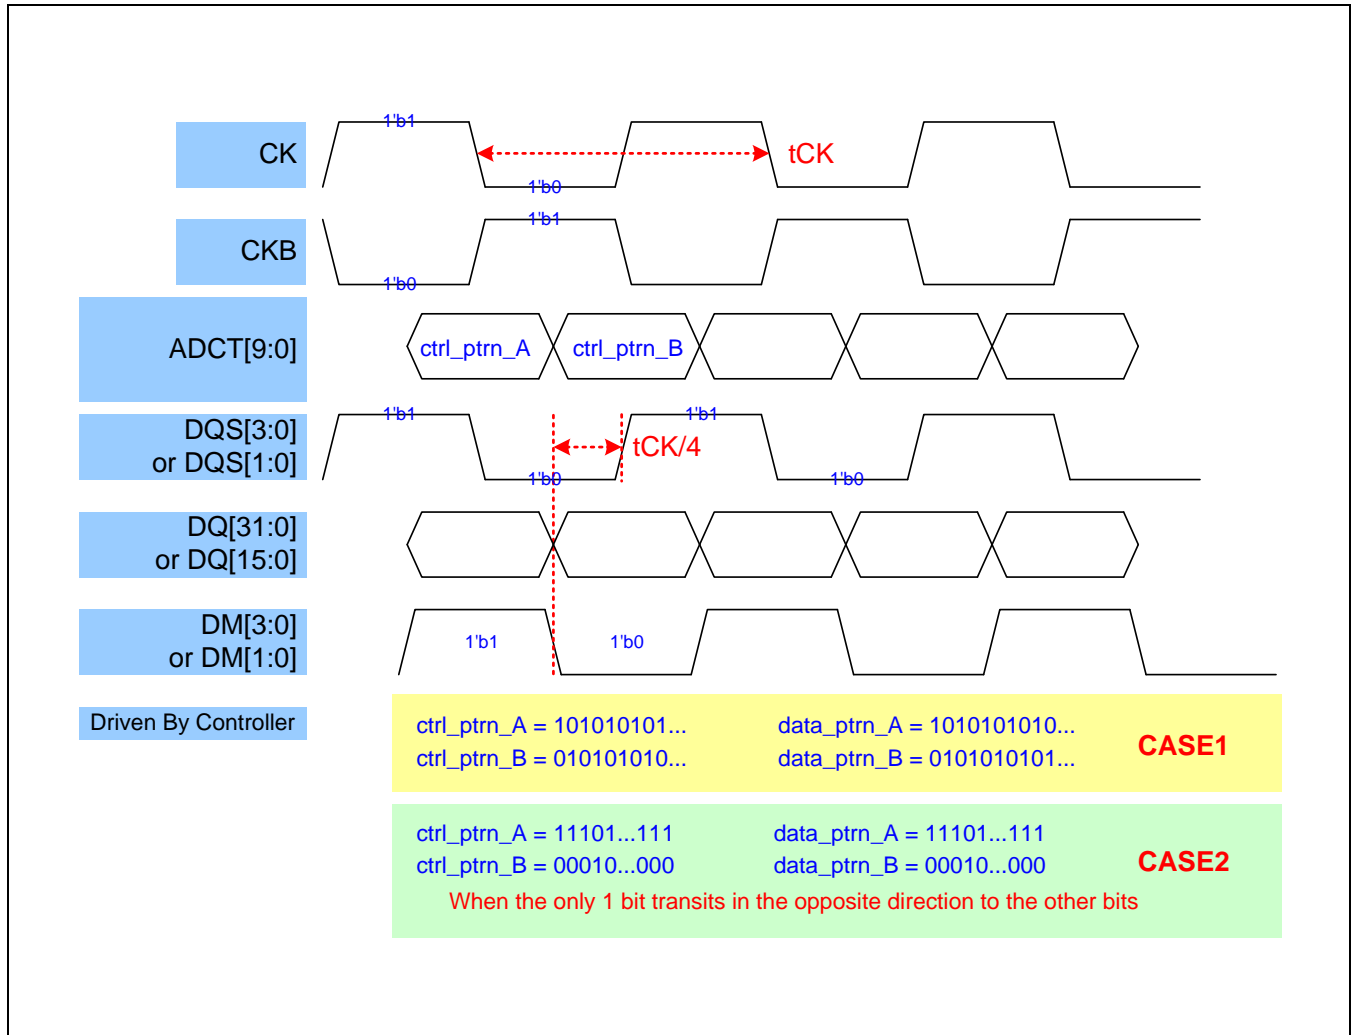 CK
1'b1
1'b0
tCK
CKB
1'b1
1'b0
ADCT[9:0]
ctrl_ptrn_A
ctrl_ptrn_B
DQS[3:0]
or DQS[1:0]
1'b1
1'b1
tCK/4
1'b0
1'b0
DQ[31:0]
or DQ[15:0]
DM[3:0]
or DM[1:0]
1'b1
1'b0
Driven By Controller
ctrl_ptrn_A = 101010101...
data_ptrn_A = 1010101010...
ctrl_ptrn_B = 010101010...
data_ptrn_B = 0101010101...
CASE1
ctrl_ptrn_A = 11101...111
data_ptrn_A = 11101...111
ctrl_ptrn_B = 00010...000
data_ptrn_B = 00010...000
CASE2
When the only 1 bit transits in the opposite direction to the other bits